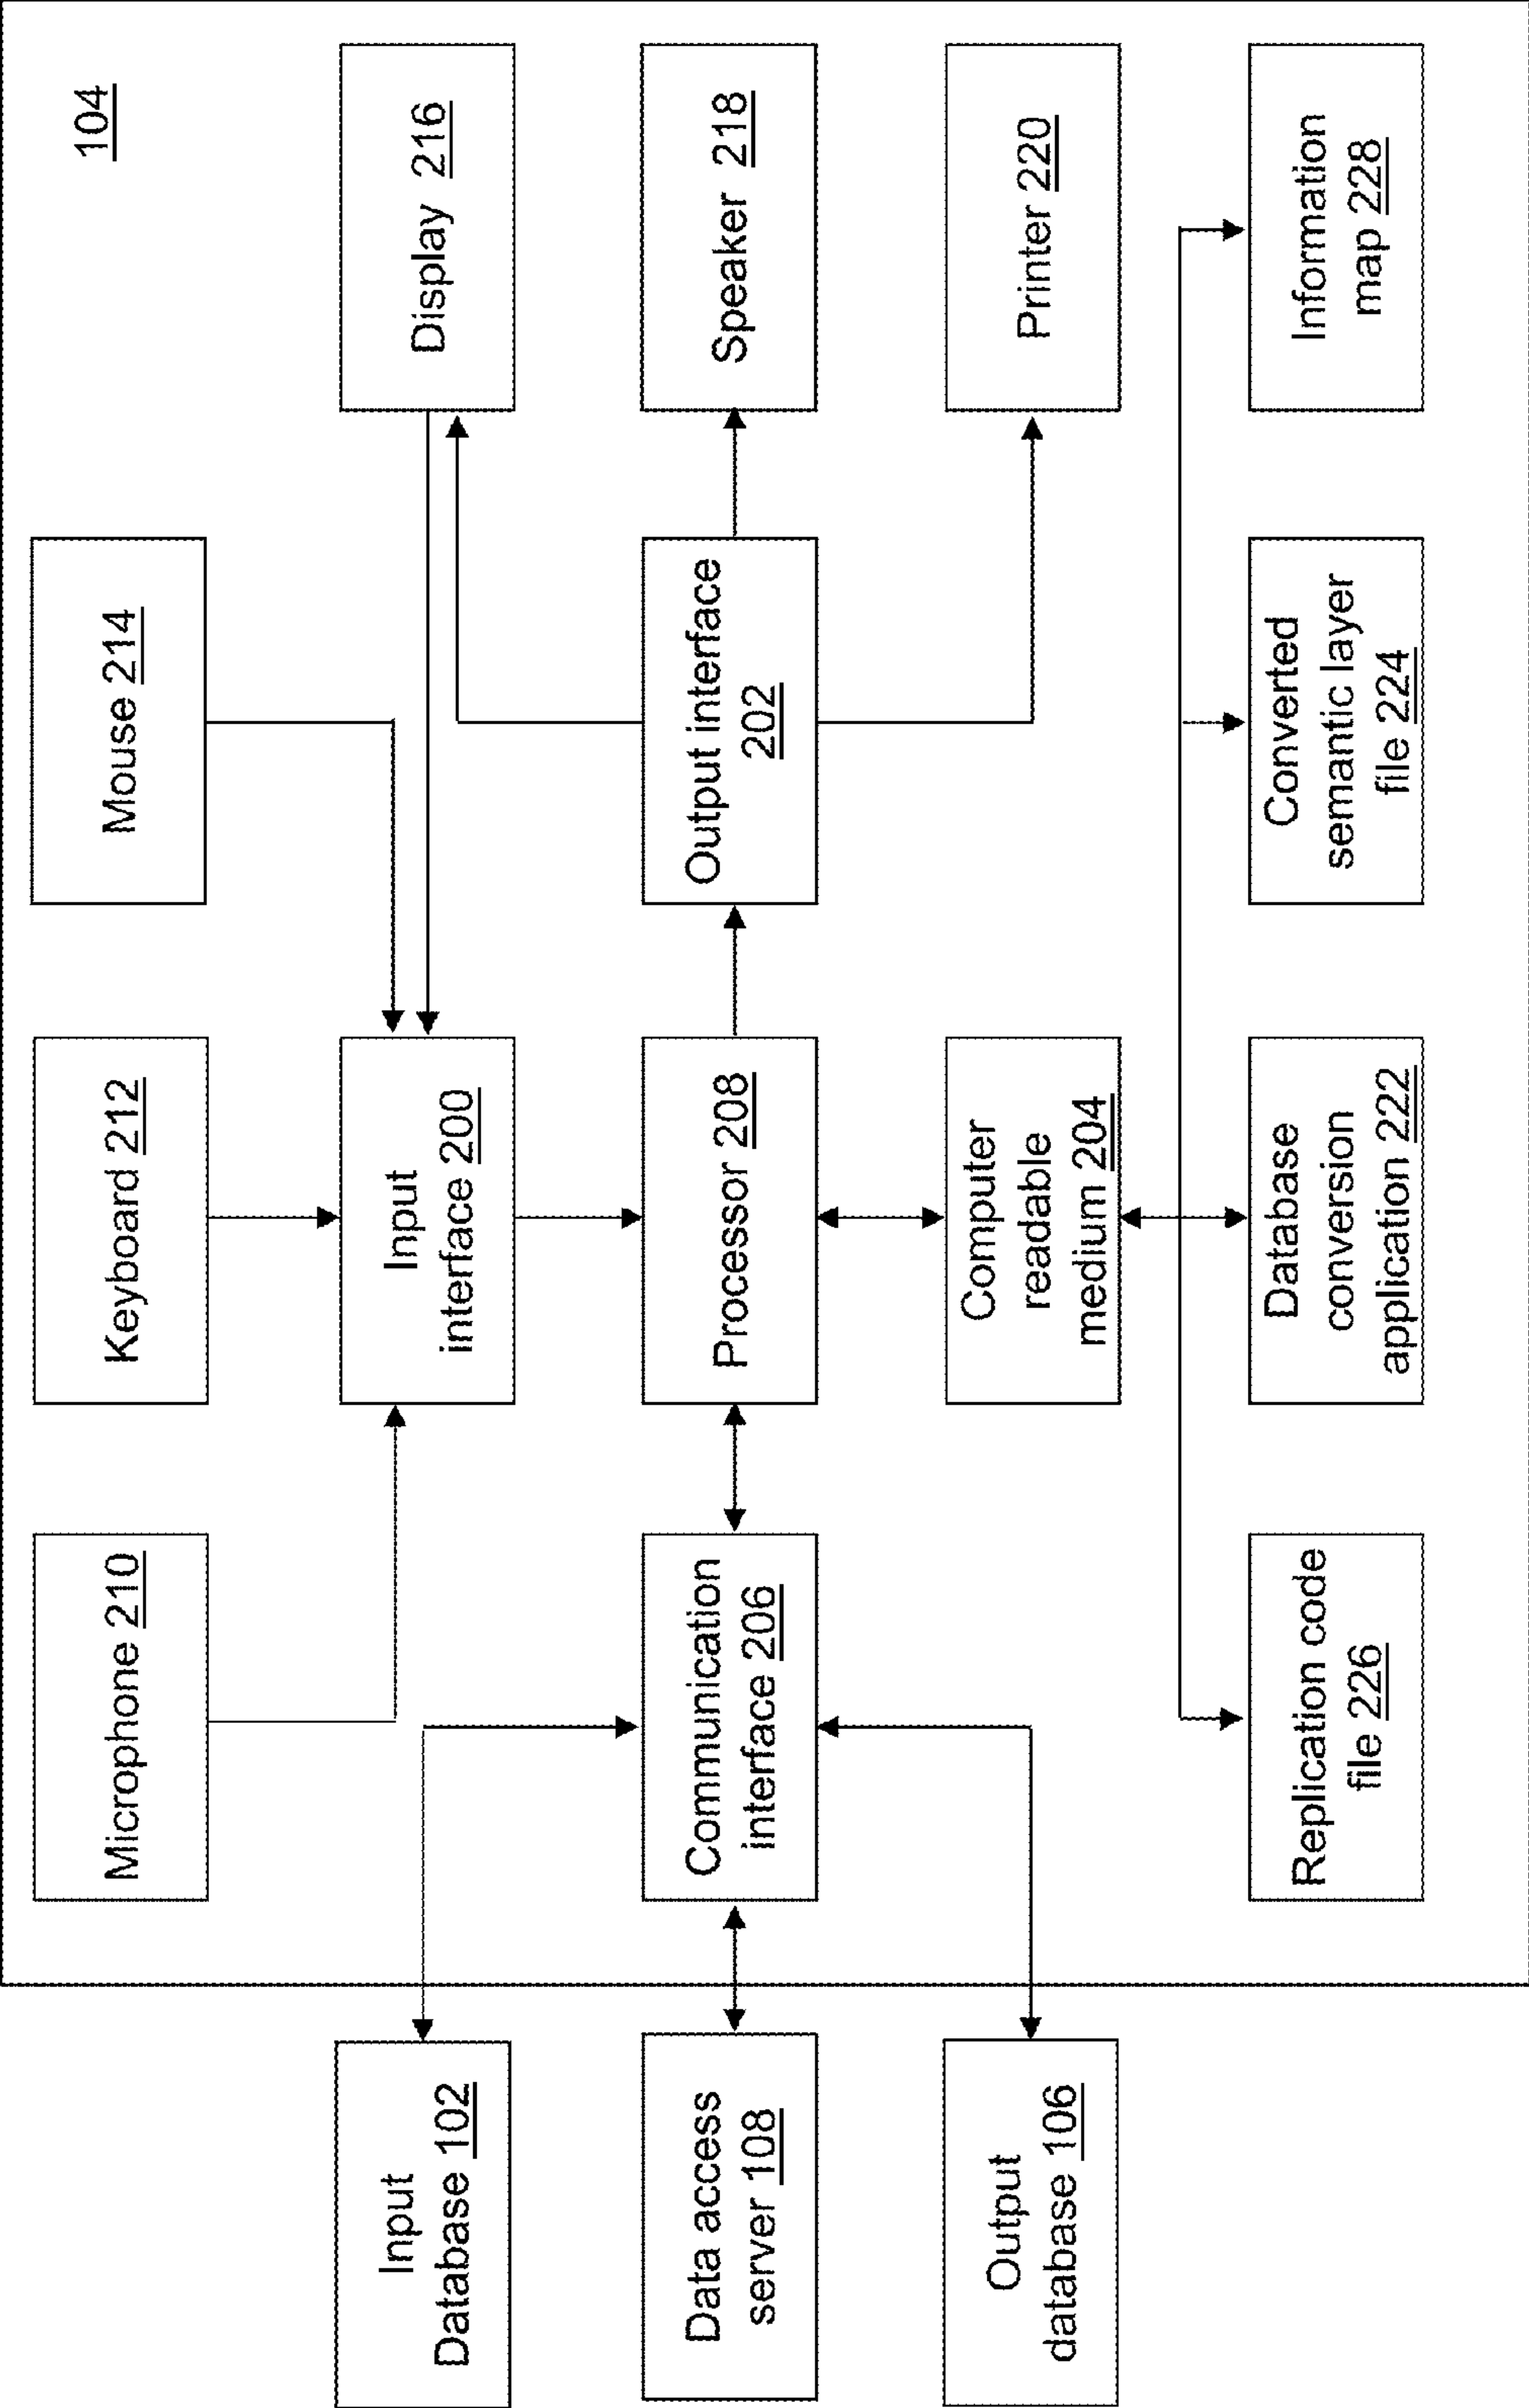 104
Microphone 210
Keyboard 212
Mouse 214
Input
Database 102
Input
interface 200
Display 216
Data access
server 108
Communication
interface 206
Processor 208
Output interface
202
Speaker 218
Output
database 106
Computer
readable
medium 204
Printer 220
Replication code
file 226
Database
conversion
application 222
Converted
semantic layer
file 224
Information
map 228